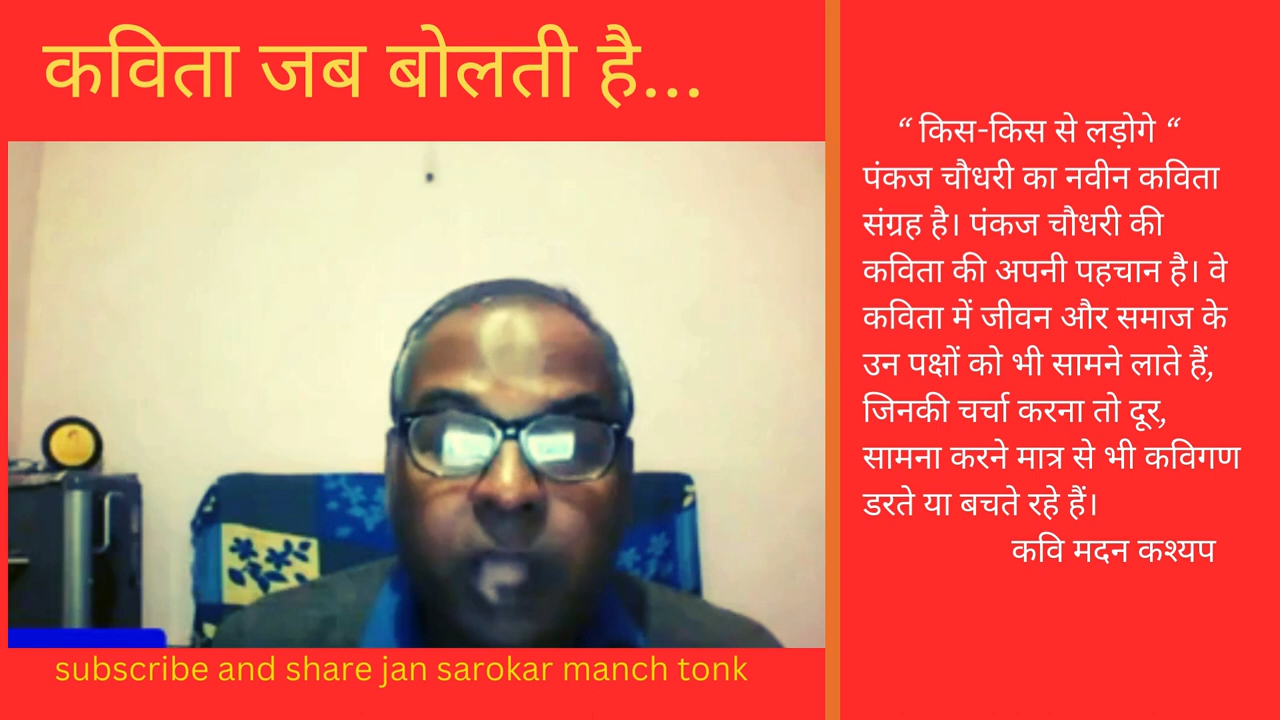 कविता जब बोलती है...
“ किस-किस से लड़ोगे “
पंकज चौधरी का नवीन कविता
संग्रह है। पंकज चौधरी की
कविता की अपनी पहचान है। वे
कविता में जीवन और समाज के
उन पक्षों को भी सामने लाते हैं,
जिनकी चर्चा करना तो दूर,
सामना करने मात्र से भी कविगण
डरते या बचते रहे हैं।
कवि मदन कश्यप
subscribe and share jan sarokar manch tonk